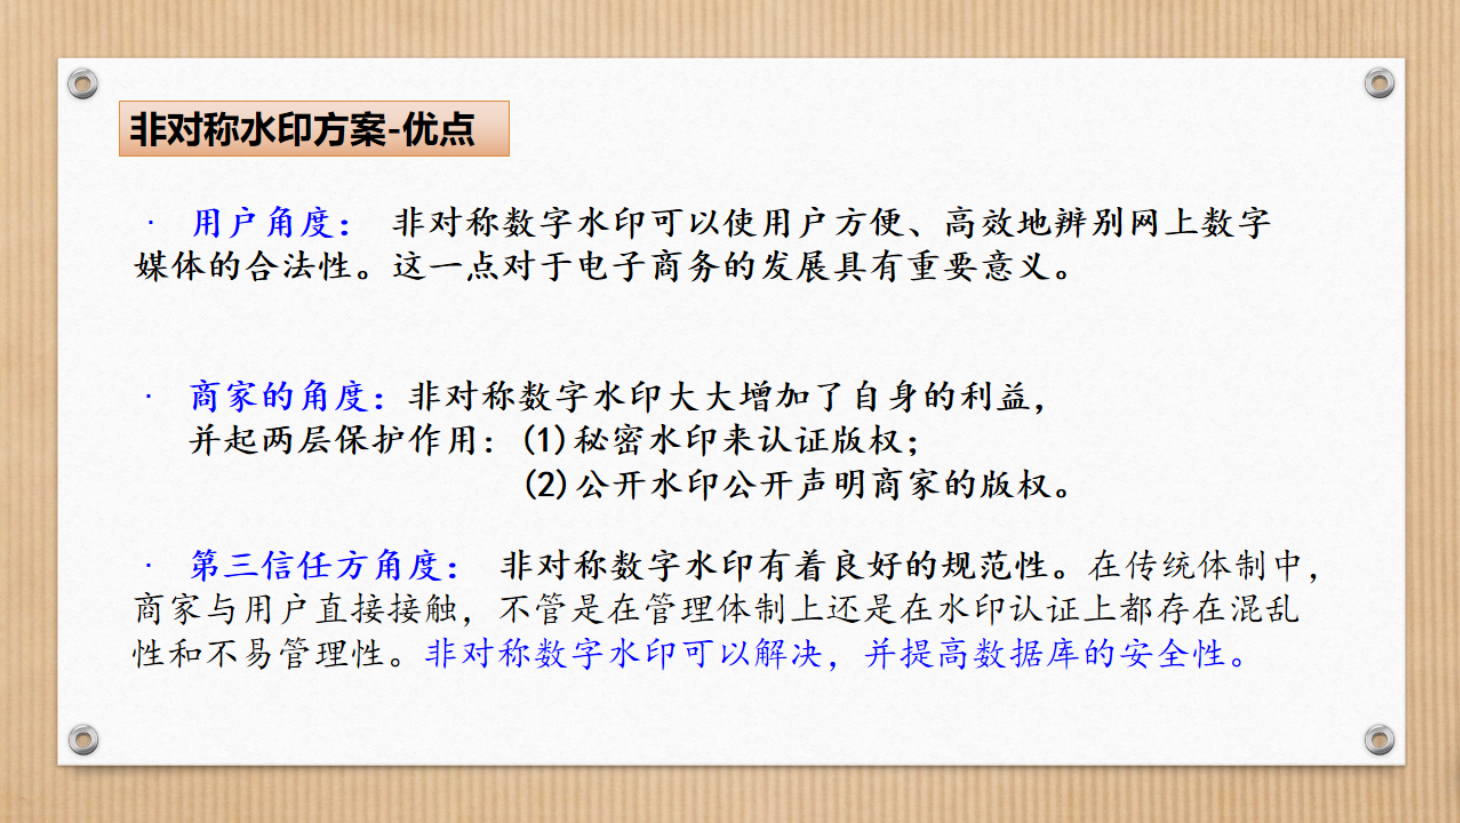 非对称水印方案-优点
· 用户角度： 非对称数字水印可以使用户方便、高效地辨别网上数字
媒体的合法性。这一点对于电子商务的发展具有重要意义。
· 商家的角度：非对称数字水印大大增加了自身的利益，
并起两层保护作用：(1)秘密水印来认证版权；
(2)公开水印公开声明商家的版权。
· 第三信任方角度： 非对称数字水印有着良好的规范性。在传统体制中，
商家与用户直接接触，不管是在管理体制上还是在水印认证上都存在混乱
性和不易管理性。非对称数字水印可以解决，并提高数据库的安全性。